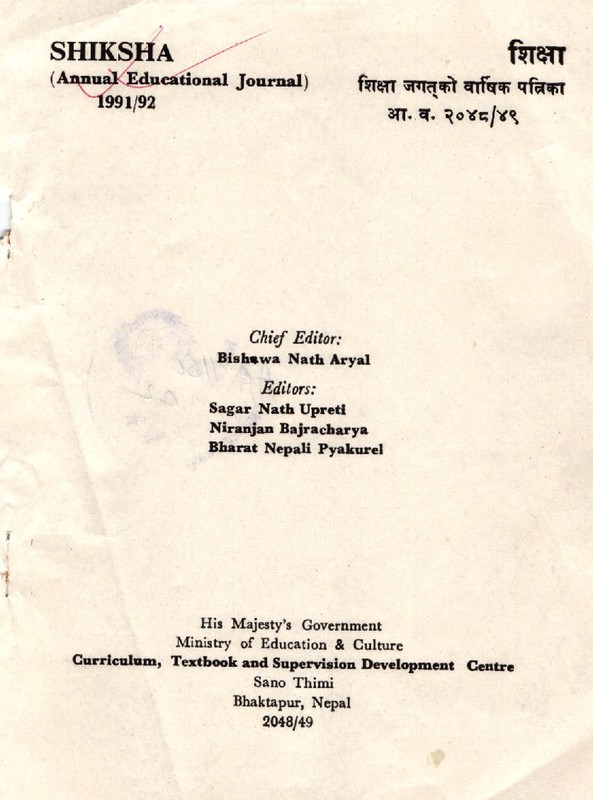 SHIKSHA
(Annual Educational Journal)
1991/92
शिक्षा
शिक्षा जगत्को वार्षिक पत्रिका
आ. व. २०४८/४९
Chief Editor:
Bishawa Nath Aryal
Editors:
Sagar Nath Upreti
Niranjan Bajracharya
Bharat Nepali Pyakurel
His Majesty's Government
Ministry of Education & Culture
Curriculum, Textbook and Supervision Development Centre
Sano Thimi
Bhaktapur, Nepal
2048/49